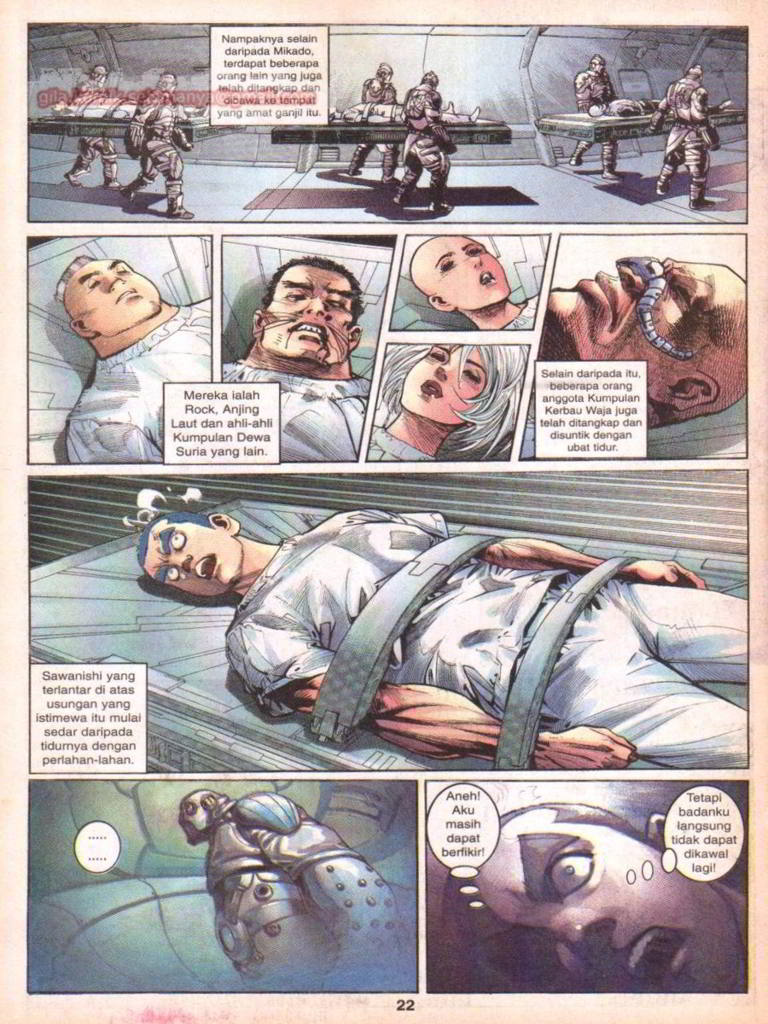 Nampaknya selain
daripada Mikado,
terdapat beberapa
orang lain yang juga
telah ditangkap dan
dibawa ke tempat
yang amat ganjil itu.
Mereka ialah
Rock, Anjing
Laut dan ahli-ahli
Kumpulan Dewa
Suria yang lain.
Selain daripada itu,
beberapa orang
anggota Kumpulan
Kerbau Waja juga
telah ditangkap dan
disuntik dengan
ubat tidur.
Sawanishi yang
terlantar di atas
usungan yang
istimewa itu mulai
sedar daripada
tidurnya dengan
perlahan-lahan.
.....
.....
Aneh!
Aku
masih
dapat
berfikir!
Tetapi
badanku
langsung
tidak dapat
dikawal
lagi!
22